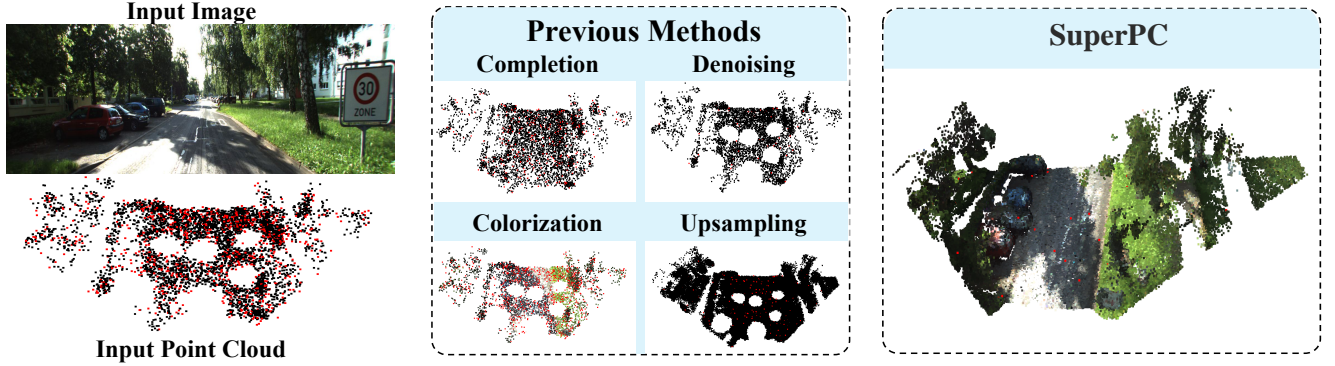 Input Image
30
ZONE
Input Point Cloud
Previous Methods
Completion
Denoising
Colorization
Upsampling
SuperPC